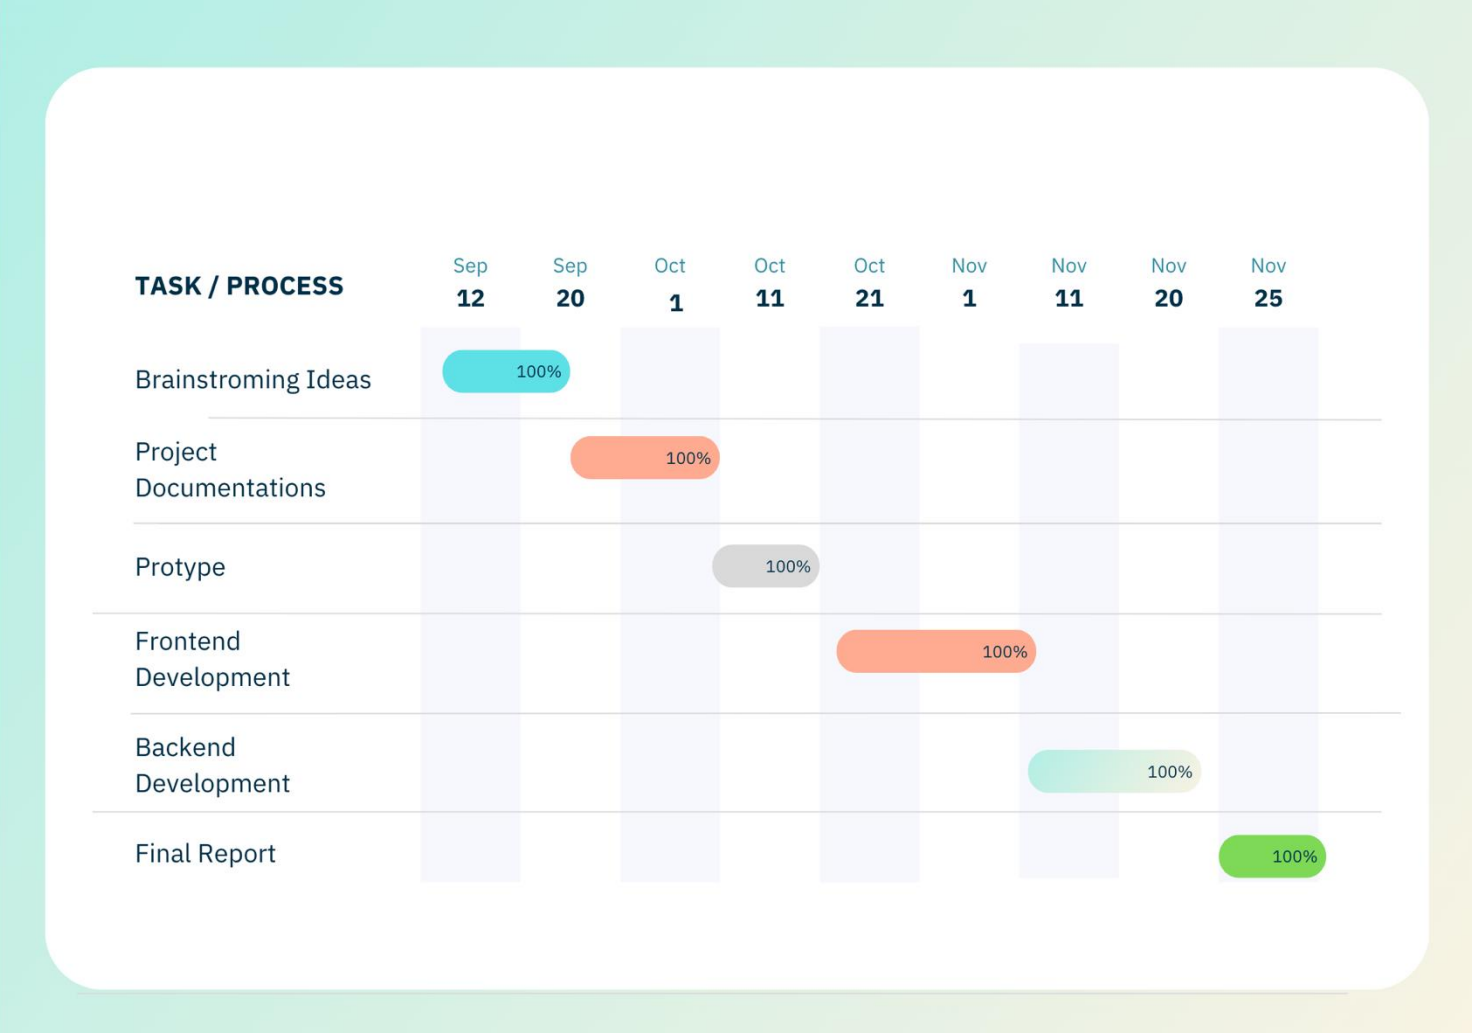 Sep Sep Oct Oct Oct Nov Nov Nov Nov
TASK / PROCESS
12 20 1 11 21 1 11 20 25
Brainstroming Ideas
100%
Project
Documentations
100%
Protype
100%
Frontend
Development
100%
Backend
Development
100%
Final Report
100%